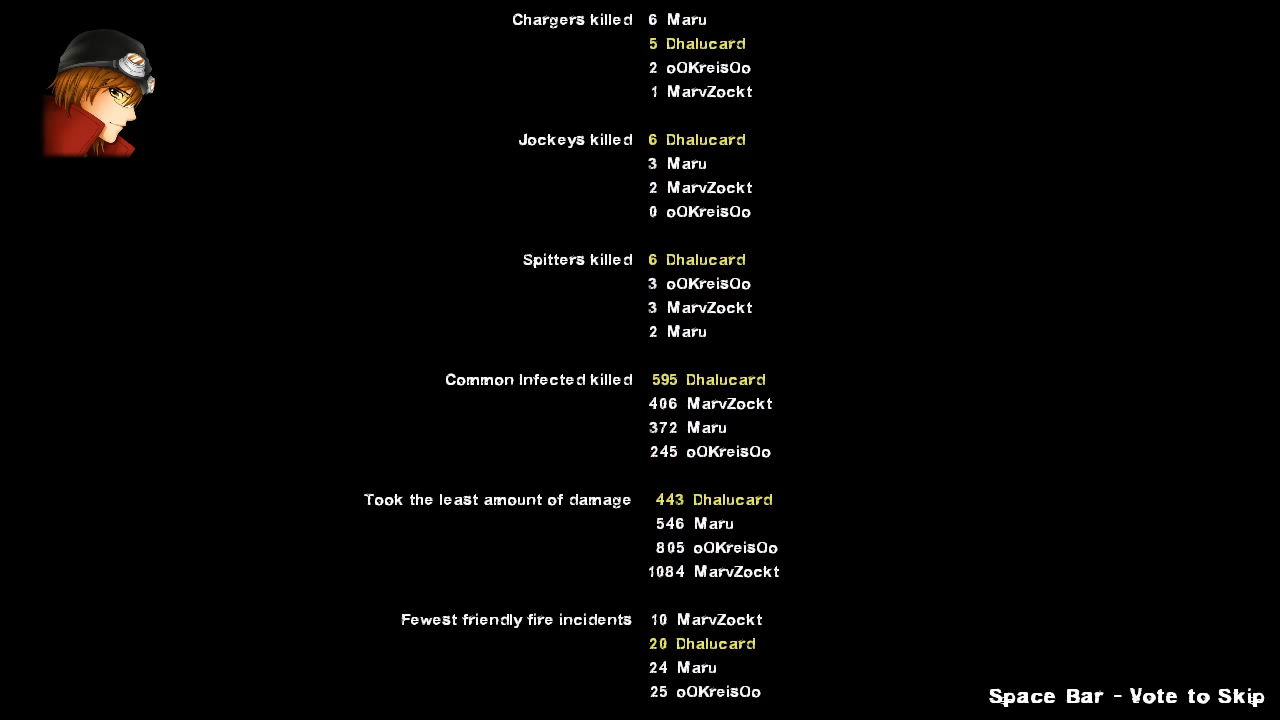 Chargers killed 6 Maru
5 Dhalucard
2 oOKreisOo
1 MarvZockt
Jockeys killed 6 Dhalucard
3 Maru
2 MarvZockt
0 oOKreisOo
Spitters killed 6 Dhalucard
3 oOKreisOo
3 MarvZockt
2 Maru
Common Infected killed 595 Dhalucard
406 MarvZockt
372 Maru
245 oOKreisOo
Took the least amount of damage 443 Dhalucard
546 Maru
805 oOKreisOo
1084 MarvZockt
Fewest friendly fire incidents 10 MarvZockt
20 Dhalucard
24 Maru
25 oOKreisOo
Space Bar - Vote to Skip